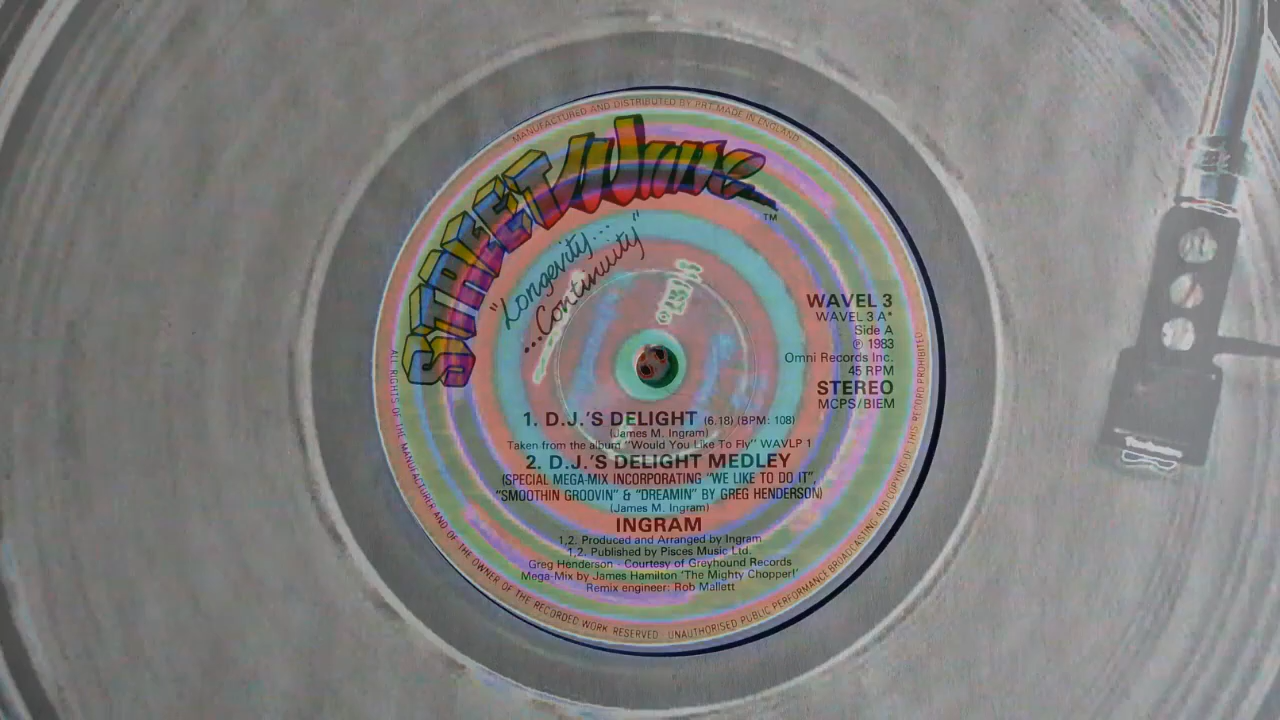 MANUFACTURED AND DISTRIBUTED BY PRT MADE IN ENGLAND
STREET Wave
TM
"Longevity...
...Continuity"
WAVEL 3
WAVEL 3 A*
Side A
℗ 1983
Omni Records Inc.
45 RPM
STEREO
MCPS/BIEM
1. D.J.'S DELIGHT (6.18) (BPM: 108)
(James M. Ingram)
Taken from the album "Would You Like To Fly" WAVLP 1
2. D.J.'S DELIGHT MEDLEY
(SPECIAL MEGA-MIX INCORPORATING "WE LIKE TO DO IT",
"SMOOTHIN GROOVIN" & "DREAMIN" BY GREG HENDERSON)
(James M. Ingram)
INGRAM
1,2. Produced and Arranged by Ingram
1,2. Published by Pisces Music Ltd.
Greg Henderson - Courtesy of Greyhound Records
Mega-Mix by James Hamilton 'The Mighty Chopper!'
Remix engineer: Rob Mallett
ALL RIGHTS OF THE MANUFACTURER AND OF THE OWNER OF THE RECORDED WORK RESERVED · UNAUTHORISED PUBLIC PERFORMANCE BROADCASTING AND COPYING OF THIS RECORD PROHIBITED